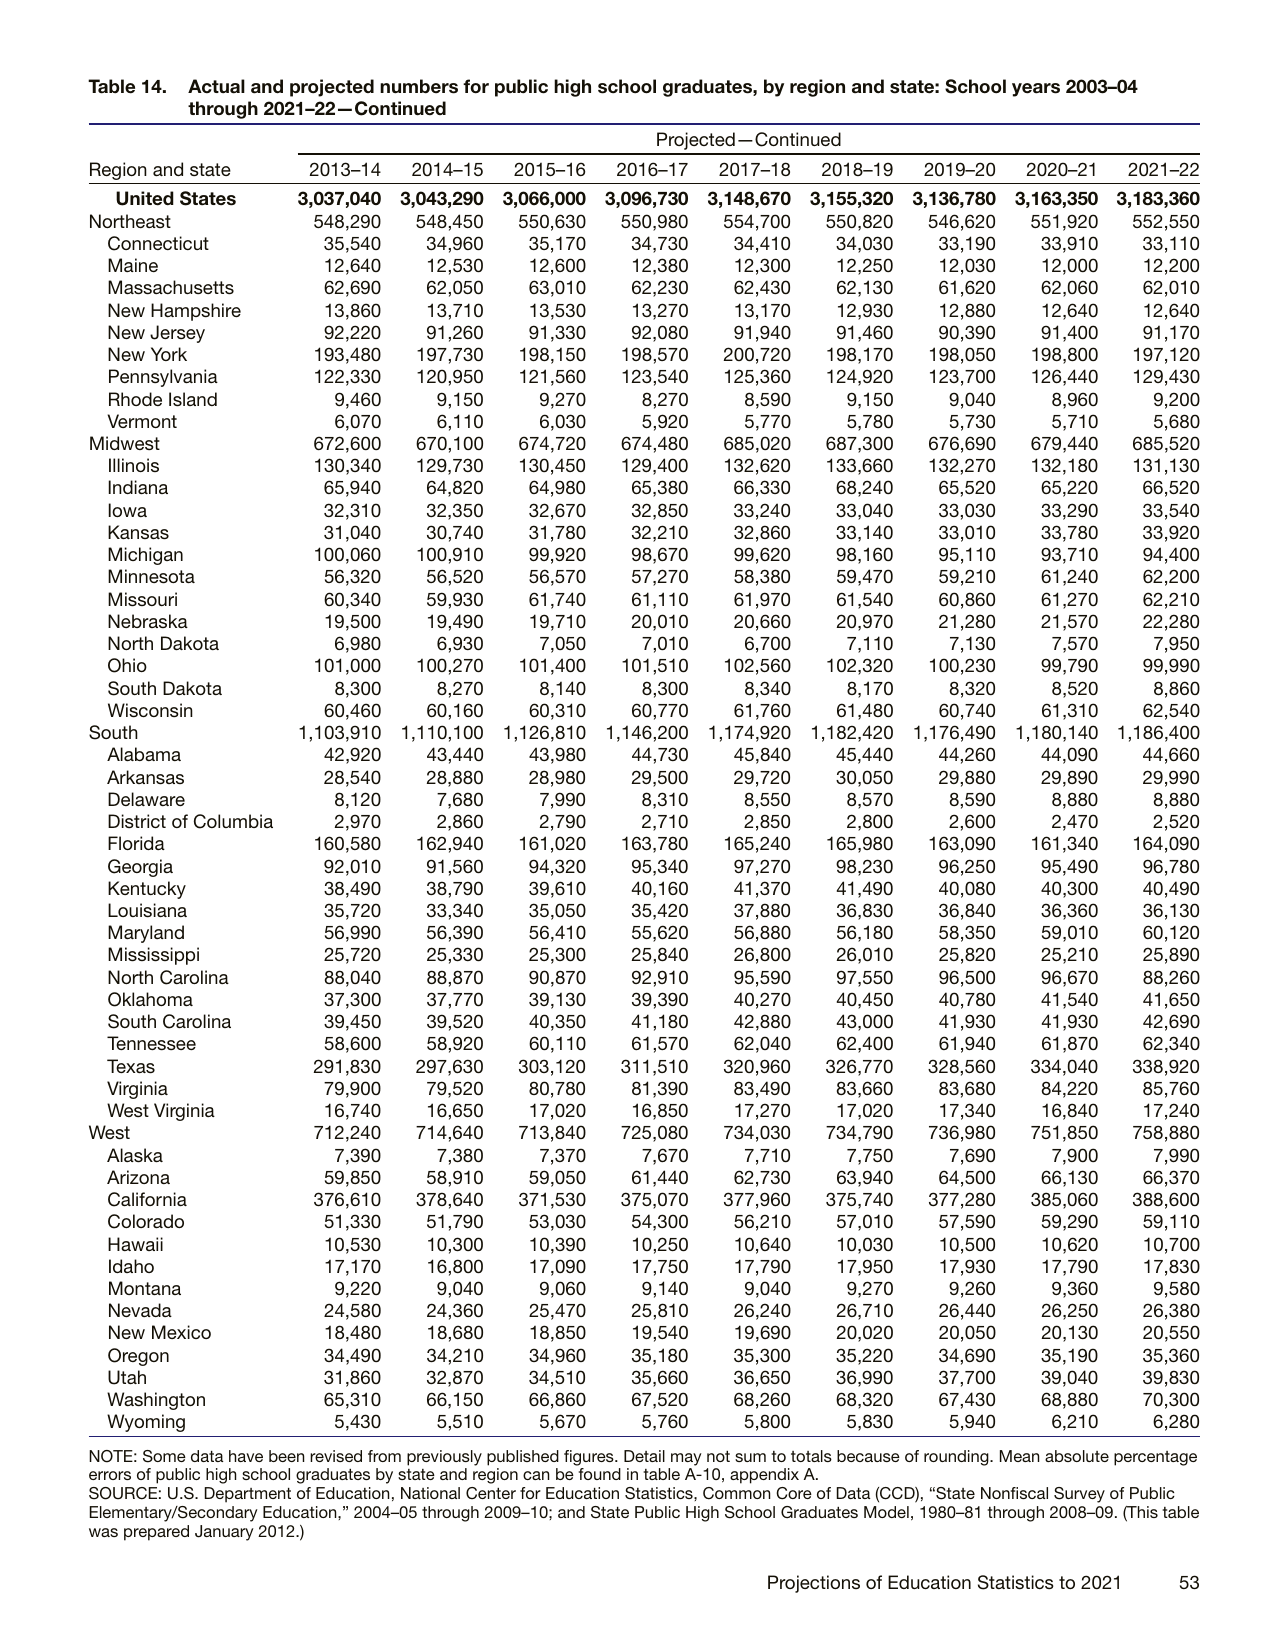 Table 14. Actual and projected numbers for public high school graduates, by region and state: School years 2003–04
through 2021–22—Continued
Projected—Continued
Region and state 2013–14 2014–15 2015–16 2016–17 2017–18 2018–19 2019–20 2020–21 2021–22
United States 3,037,040 3,043,290 3,066,000 3,096,730 3,148,670 3,155,320 3,136,780 3,163,350 3,183,360
Northeast 548,290 548,450 550,630 550,980 554,700 550,820 546,620 551,920 552,550
Connecticut 35,540 34,960 35,170 34,730 34,410 34,030 33,190 33,910 33,110
Maine 12,640 12,530 12,600 12,380 12,300 12,250 12,030 12,000 12,200
Massachusetts 62,690 62,050 63,010 62,230 62,430 62,130 61,620 62,060 62,010
New Hampshire 13,860 13,710 13,530 13,270 13,170 12,930 12,880 12,640 12,640
New Jersey 92,220 91,260 91,330 92,080 91,940 91,460 90,390 91,400 91,170
New York 193,480 197,730 198,150 198,570 200,720 198,170 198,050 198,800 197,120
Pennsylvania 122,330 120,950 121,560 123,540 125,360 124,920 123,700 126,440 129,430
Rhode Island 9,460 9,150 9,270 8,270 8,590 9,150 9,040 8,960 9,200
Vermont 6,070 6,110 6,030 5,920 5,770 5,780 5,730 5,710 5,680
Midwest 672,600 670,100 674,720 674,480 685,020 687,300 676,690 679,440 685,520
Illinois 130,340 129,730 130,450 129,400 132,620 133,660 132,270 132,180 131,130
Indiana 65,940 64,820 64,980 65,380 66,330 68,240 65,520 65,220 66,520
Iowa 32,310 32,350 32,670 32,850 33,240 33,040 33,030 33,290 33,540
Kansas 31,040 30,740 31,780 32,210 32,860 33,140 33,010 33,780 33,920
Michigan 100,060 100,910 99,920 98,670 99,620 98,160 95,110 93,710 94,400
Minnesota 56,320 56,520 56,570 57,270 58,380 59,470 59,210 61,240 62,200
Missouri 60,340 59,930 61,740 61,110 61,970 61,540 60,860 61,270 62,210
Nebraska 19,500 19,490 19,710 20,010 20,660 20,970 21,280 21,570 22,280
North Dakota 6,980 6,930 7,050 7,010 6,700 7,110 7,130 7,570 7,950
Ohio 101,000 100,270 101,400 101,510 102,560 102,320 100,230 99,790 99,990
South Dakota 8,300 8,270 8,140 8,300 8,340 8,170 8,320 8,520 8,860
Wisconsin 60,460 60,160 60,310 60,770 61,760 61,480 60,740 61,310 62,540
South 1,103,910 1,110,100 1,126,810 1,146,200 1,174,920 1,182,420 1,176,490 1,180,140 1,186,400
Alabama 42,920 43,440 43,980 44,730 45,840 45,440 44,260 44,090 44,660
Arkansas 28,540 28,880 28,980 29,500 29,720 30,050 29,880 29,890 29,990
Delaware 8,120 7,680 7,990 8,310 8,550 8,570 8,590 8,880 8,880
District of Columbia 2,970 2,860 2,790 2,710 2,850 2,800 2,600 2,470 2,520
Florida 160,580 162,940 161,020 163,780 165,240 165,980 163,090 161,340 164,090
Georgia 92,010 91,560 94,320 95,340 97,270 98,230 96,250 95,490 96,780
Kentucky 38,490 38,790 39,610 40,160 41,370 41,490 40,080 40,300 40,490
Louisiana 35,720 33,340 35,050 35,420 37,880 36,830 36,840 36,360 36,130
Maryland 56,990 56,390 56,410 55,620 56,880 56,180 58,350 59,010 60,120
Mississippi 25,720 25,330 25,300 25,840 26,800 26,010 25,820 25,210 25,890
North Carolina 88,040 88,870 90,870 92,910 95,590 97,550 96,500 96,670 88,260
Oklahoma 37,300 37,770 39,130 39,390 40,270 40,450 40,780 41,540 41,650
South Carolina 39,450 39,520 40,350 41,180 42,880 43,000 41,930 41,930 42,690
Tennessee 58,600 58,920 60,110 61,570 62,040 62,400 61,940 61,870 62,340
Texas 291,830 297,630 303,120 311,510 320,960 326,770 328,560 334,040 338,920
Virginia 79,900 79,520 80,780 81,390 83,490 83,660 83,680 84,220 85,760
West Virginia 16,740 16,650 17,020 16,850 17,270 17,020 17,340 16,840 17,240
West 712,240 714,640 713,840 725,080 734,030 734,790 736,980 751,850 758,880
Alaska 7,390 7,380 7,370 7,670 7,710 7,750 7,690 7,900 7,990
Arizona 59,850 58,910 59,050 61,440 62,730 63,940 64,500 66,130 66,370
California 376,610 378,640 371,530 375,070 377,960 375,740 377,280 385,060 388,600
Colorado 51,330 51,790 53,030 54,300 56,210 57,010 57,590 59,290 59,110
Hawaii 10,530 10,300 10,390 10,250 10,640 10,030 10,500 10,620 10,700
Idaho 17,170 16,800 17,090 17,750 17,790 17,950 17,930 17,790 17,830
Montana 9,220 9,040 9,060 9,140 9,040 9,270 9,260 9,360 9,580
Nevada 24,580 24,360 25,470 25,810 26,240 26,710 26,440 26,250 26,380
New Mexico 18,480 18,680 18,850 19,540 19,690 20,020 20,050 20,130 20,550
Oregon 34,490 34,210 34,960 35,180 35,300 35,220 34,690 35,190 35,360
Utah 31,860 32,870 34,510 35,660 36,650 36,990 37,700 39,040 39,830
Washington 65,310 66,150 66,860 67,520 68,260 68,320 67,430 68,880 70,300
Wyoming 5,430 5,510 5,670 5,760 5,800 5,830 5,940 6,210 6,280
NOTE: Some data have been revised from previously published figures. Detail may not sum to totals because of rounding. Mean absolute percentage
errors of public high school graduates by state and region can be found in table A-10, appendix A.
SOURCE: U.S. Department of Education, National Center for Education Statistics, Common Core of Data (CCD), “State Nonfiscal Survey of Public
Elementary/Secondary Education,” 2004–05 through 2009–10; and State Public High School Graduates Model, 1980–81 through 2008–09. (This table
was prepared January 2012.)
Projections of Education Statistics to 2021 53